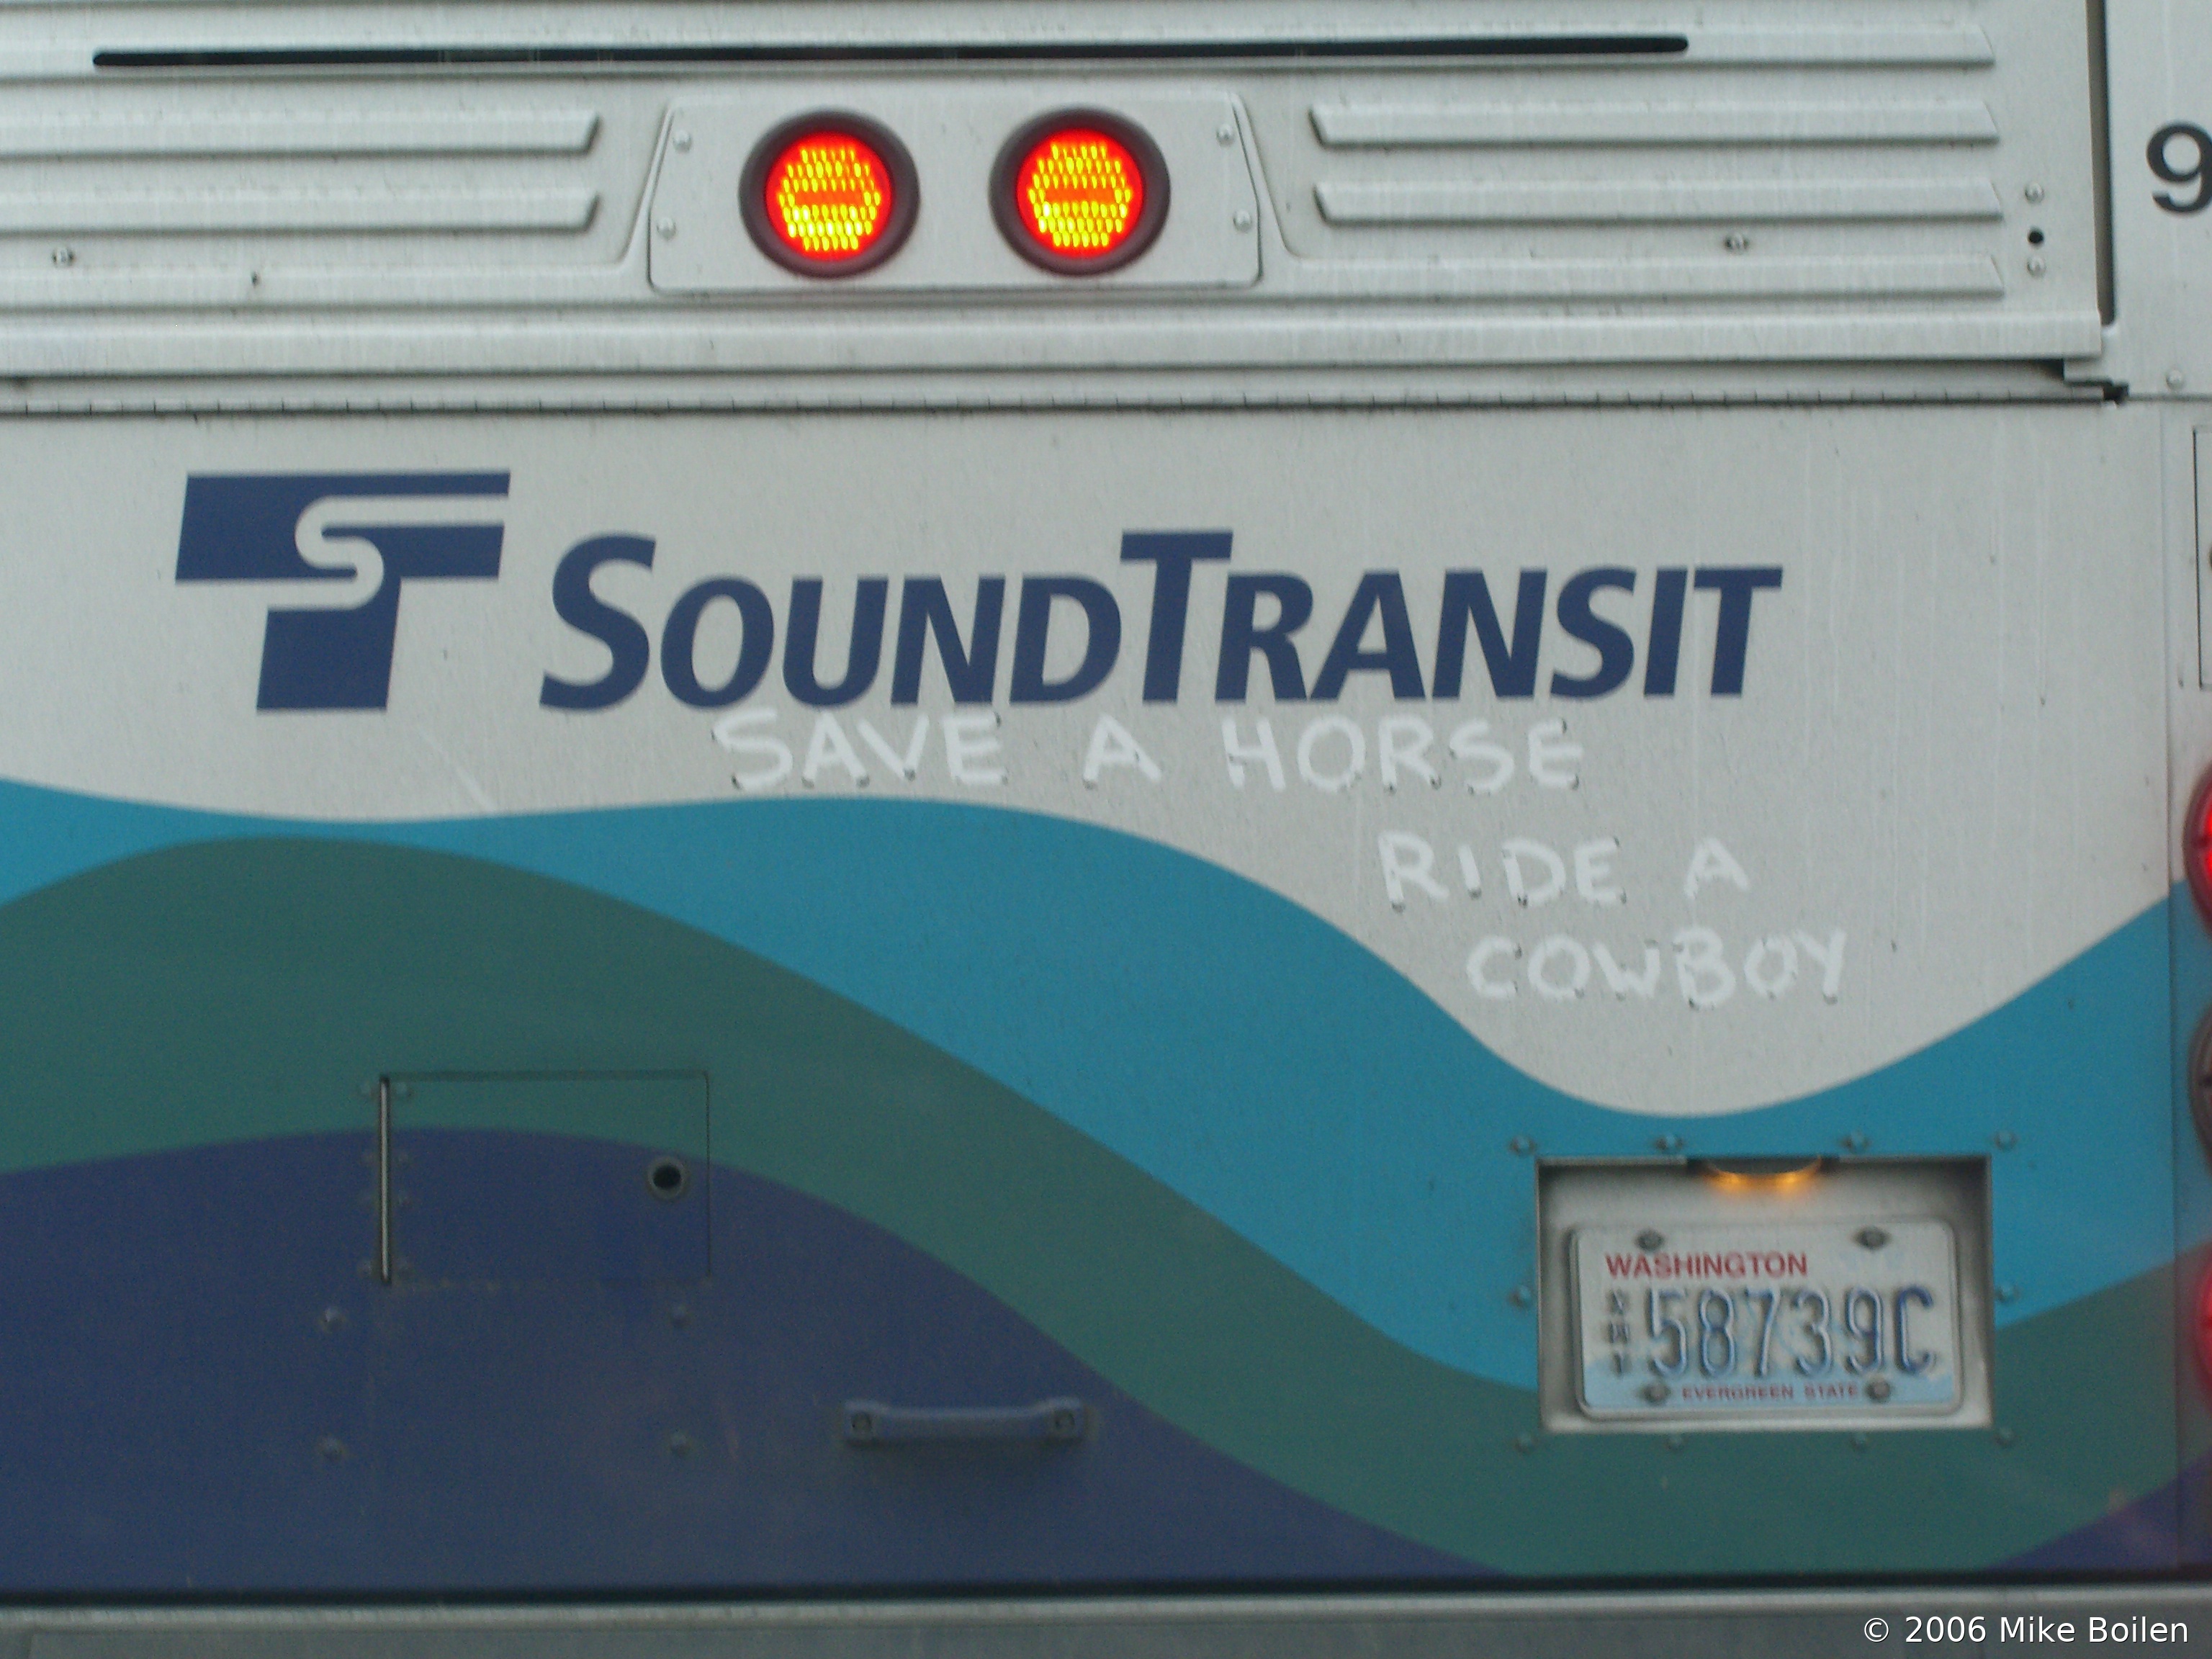 9
SOUNDTRANSIT
SAVE A HORSE
RIDE A
COWBOY
WASHINGTON
58739C
EVERGREEN STATE
© 2006 Mike Boilen